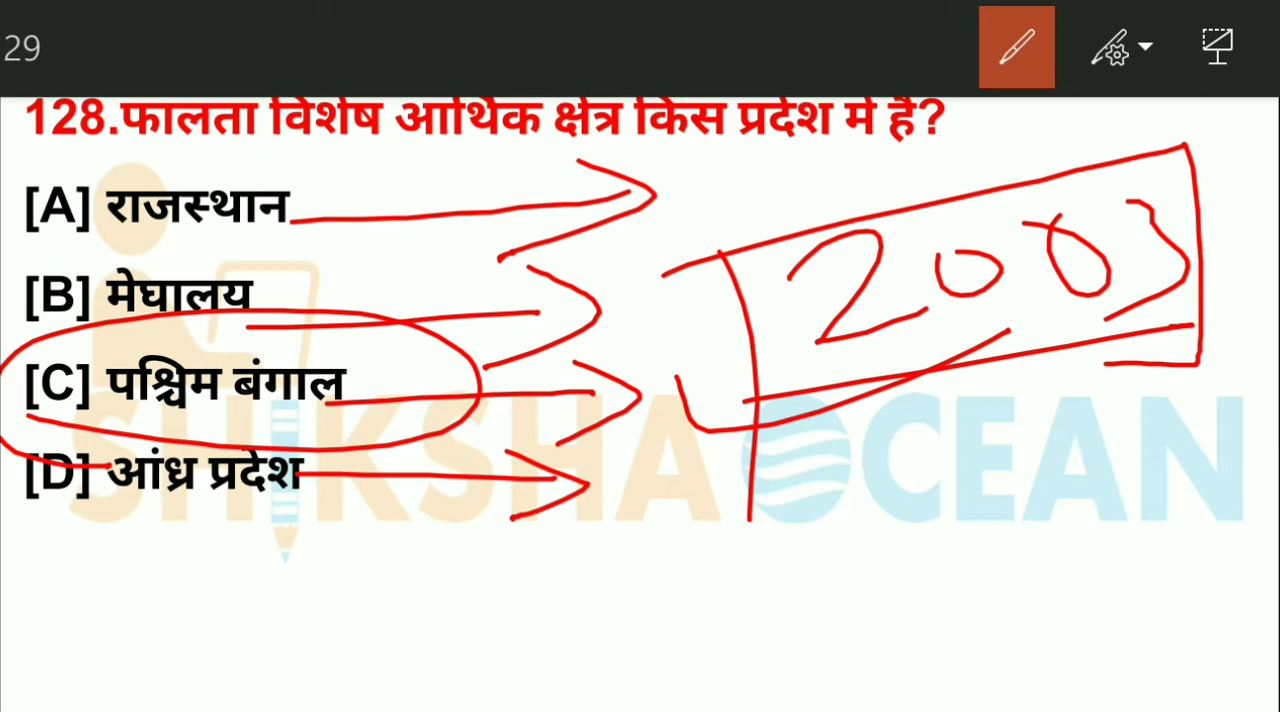 29
128.फालता विशेष आर्थिक क्षेत्र किस प्रदेश में है?
[A] राजस्थान
2003
[B] मेघालय
[C] पश्चिम बंगाल
[D] आंध्र प्रदेश
SHIKSHA OCEAN